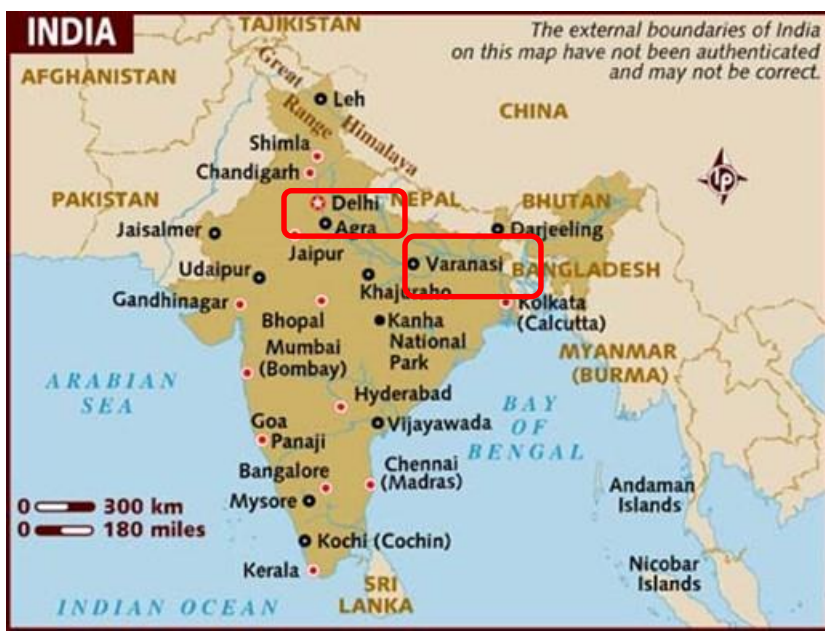 INDIA
TAJIKISTAN
The external boundaries of India
on this map have not been authenticated
and may not be correct.
AFGHANISTAN
Great
Range
Himalaya
Leh
CHINA
Shimla
Chandigarh
PAKISTAN
Delhi
NEPAL
BHUTAN
LP
Jaisalmer
Agra
Darjeeling
Jaipur
Varanasi
BANGLADESH
Udaipur
Khajuraho
Gandhinagar
Kolkata
(Calcutta)
Bhopal
Kanha
National
Park
Mumbai
(Bombay)
MYANMAR
(BURMA)
ARABIAN
SEA
Hyderabad
BAY
OF
BENGAL
Goa
Panaji
Vijayawada
Bangalore
Chennai
(Madras)
Andaman
Islands
Mysore
0 300 km
0 180 miles
Kochi (Cochin)
Kerala
Nicobar
Islands
SRI
LANKA
INDIAN OCEAN